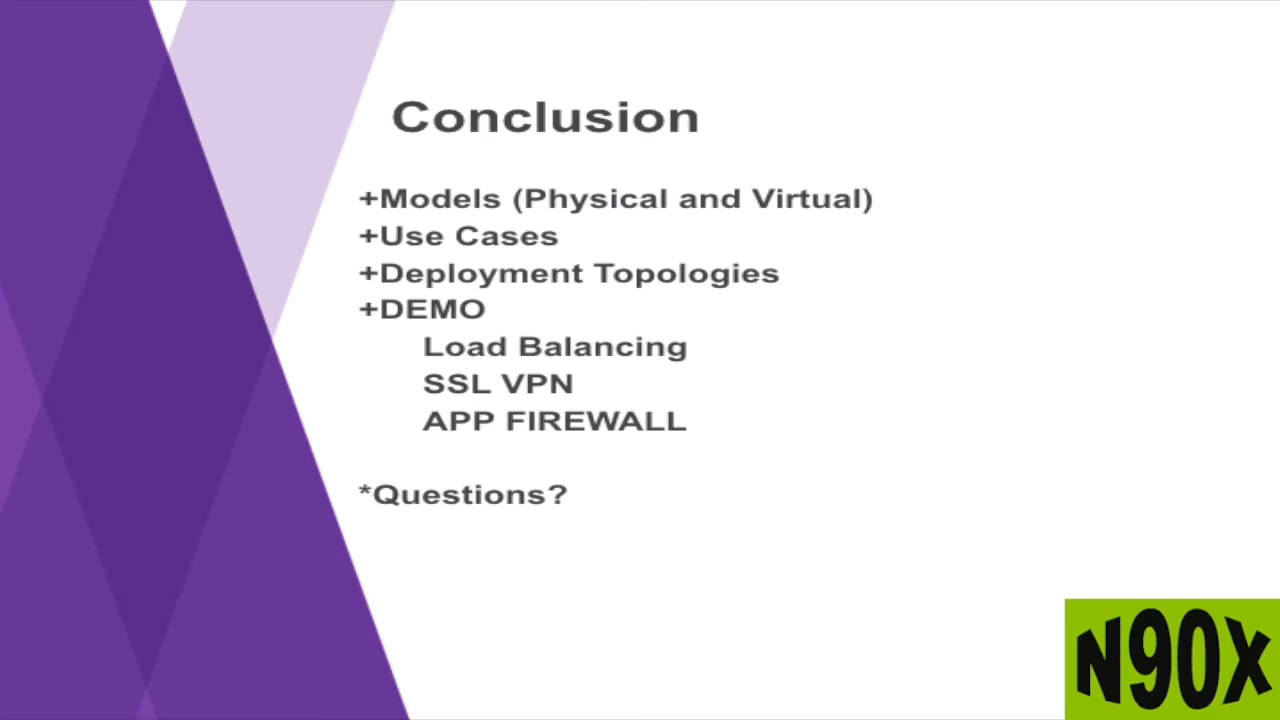 Conclusion
+Models (Physical and Virtual)
+Use Cases
+Deployment Topologies
+DEMO
Load Balancing
SSL VPN
APP FIREWALL
*Questions?
N90X